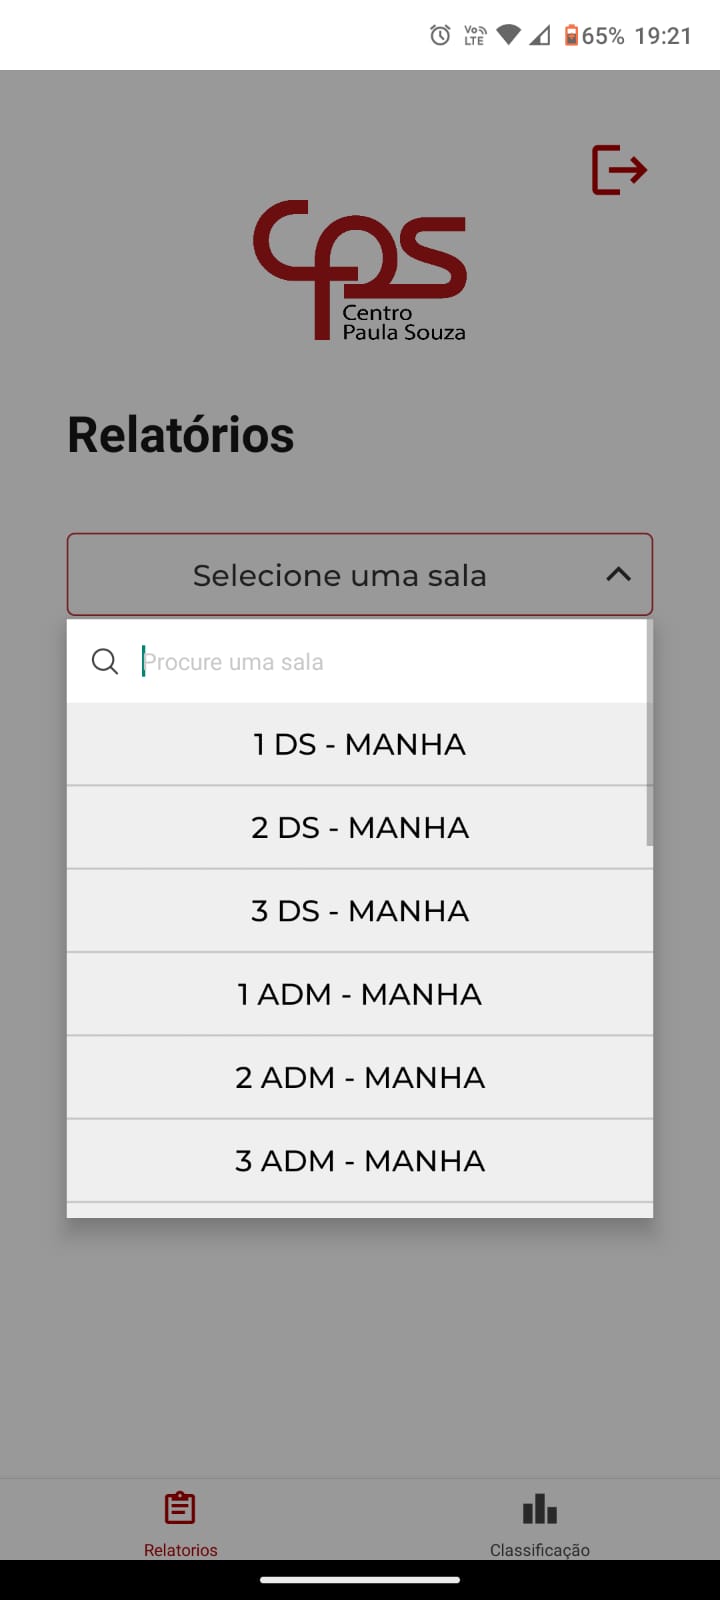 Vo LTE 65% 19:21
cps
Centro
Paula Souza
Relatórios
Selecione uma sala
Procure uma sala
1 DS - MANHA
2 DS - MANHA
3 DS - MANHA
1 ADM - MANHA
2 ADM - MANHA
3 ADM - MANHA
Relatorios
Classificação